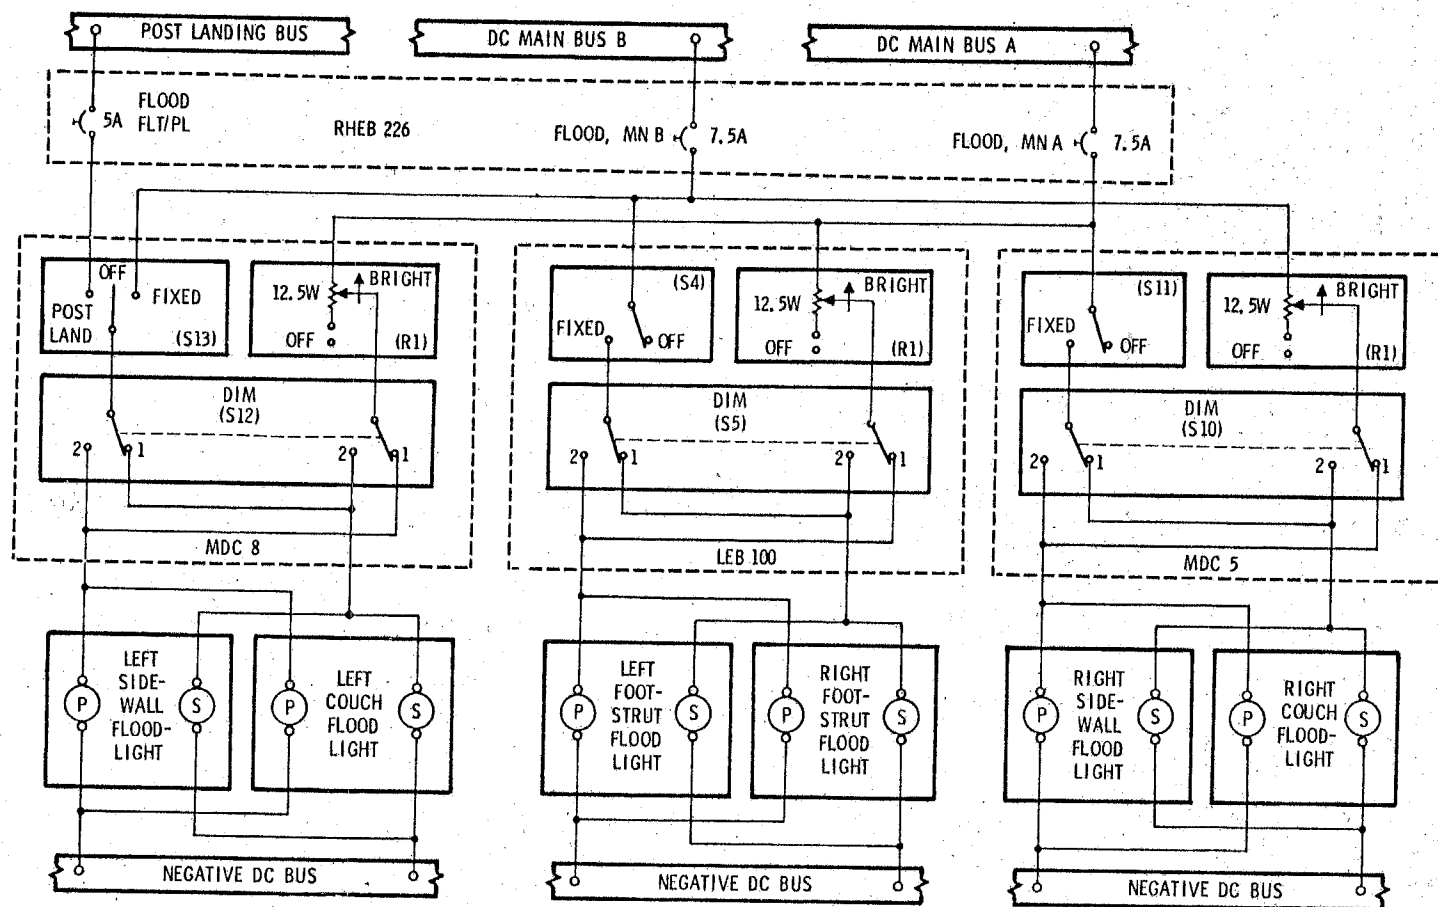 POST LANDING BUS
DC MAIN BUS B
DC MAIN BUS A
5A
FLOOD
FLT/PL
RHEB 226
FLOOD, MN B
7.5A
FLOOD, MN A
7.5A
OFF
POST
LAND
FIXED
(S13)
BRIGHT
12.5W
OFF
(R1)
DIM
(S12)
2
1
2
1
MDC 8
(S4)
FIXED
OFF
BRIGHT
12.5W
OFF
(R1)
DIM
(S5)
2
1
2
1
LEB 100
(S11)
FIXED
OFF
BRIGHT
12.5W
OFF
(R1)
DIM
(S10)
2
1
2
1
MDC 5
P
LEFT
SIDE-
WALL
FLOOD-
LIGHT
S
P
LEFT
COUCH
FLOOD
LIGHT
S
P
LEFT
FOOT-
STRUT
FLOOD
LIGHT
S
P
RIGHT
FOOT-
STRUT
FLOOD
LIGHT
S
P
RIGHT
SIDE-
WALL
FLOOD
LIGHT
S
P
RIGHT
COUCH
FLOOD-
LIGHT
S
NEGATIVE DC BUS
NEGATIVE DC BUS
NEGATIVE DC BUS